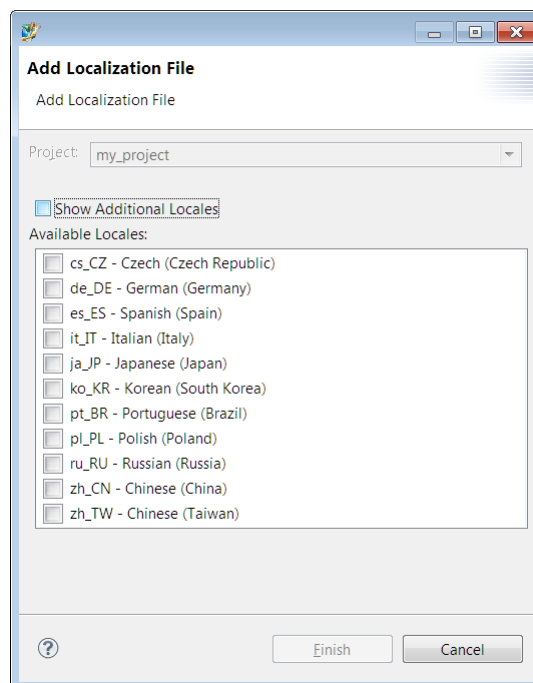 Add Localization File
Add Localization File
Project: my_project
Show Additional Locales
Available Locales:
cs_CZ - Czech (Czech Republic)
de_DE - German (Germany)
es_ES - Spanish (Spain)
it_IT - Italian (Italy)
ja_JP - Japanese (Japan)
ko_KR - Korean (South Korea)
pt_BR - Portuguese (Brazil)
pl_PL - Polish (Poland)
ru_RU - Russian (Russia)
zh_CN - Chinese (China)
zh_TW - Chinese (Taiwan)
? Finish Cancel